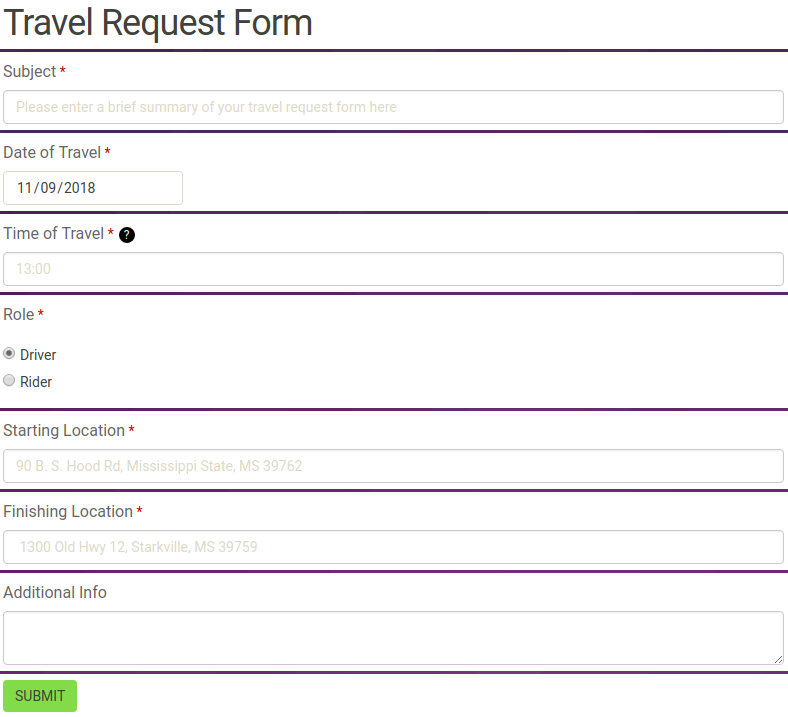 Travel Request Form
Subject *
Please enter a brief summary of your travel request form here
Date of Travel *
11/09/2018
Time of Travel * ?
13:00
Role *
Driver
Rider
Starting Location *
90 B. S. Hood Rd, Mississippi State, MS 39762
Finishing Location *
1300 Old Hwy 12, Starkville, MS 39759
Additional Info
SUBMIT